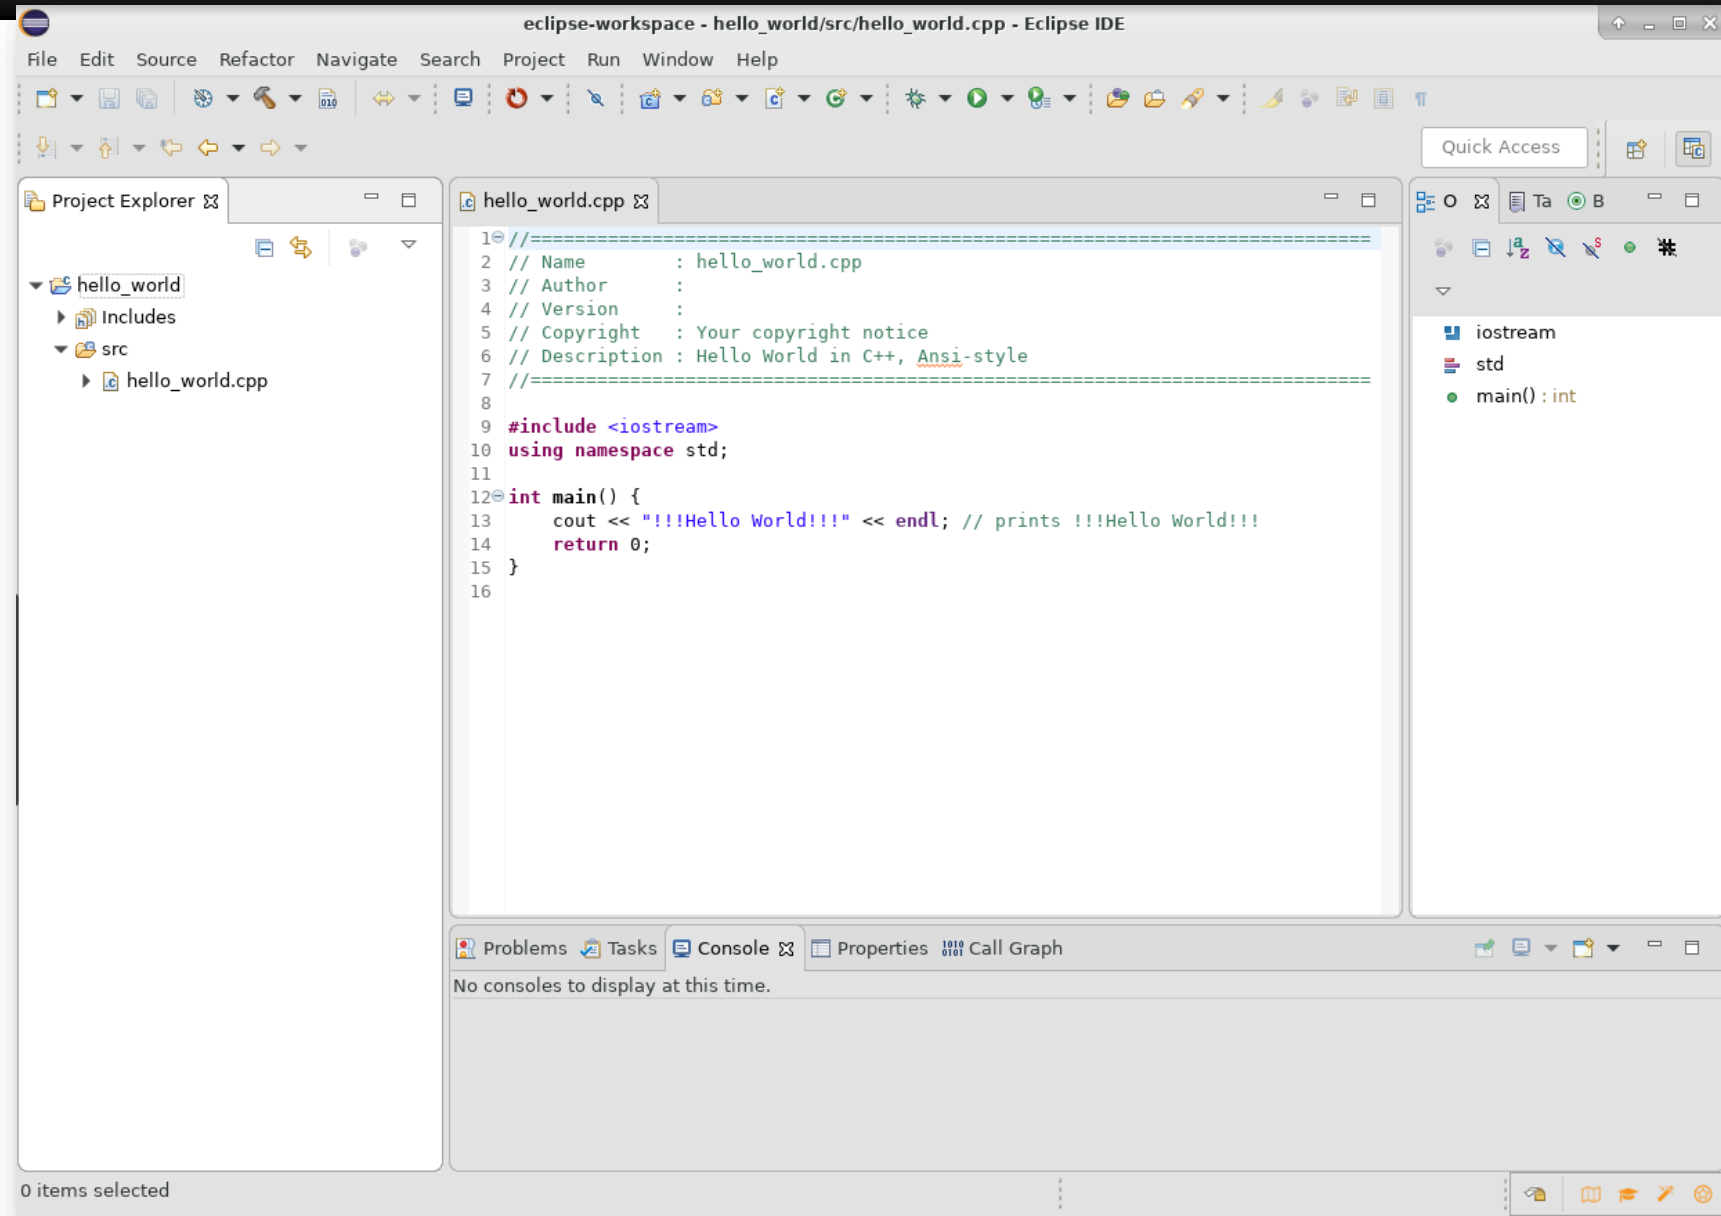 eclipse-workspace - hello_world/src/hello_world.cpp - Eclipse IDE
File Edit Source Refactor Navigate Search Project Run Window Help
Quick Access
Project Explorer
hello_world
Includes
src
hello_world.cpp
hello_world.cpp
1 //============================================================================
2 // Name        : hello_world.cpp
3 // Author      :
4 // Version     :
5 // Copyright   : Your copyright notice
6 // Description : Hello World in C++, Ansi-style
7 //============================================================================
8
9 #include <iostream>
10 using namespace std;
11
12 int main() {
13     cout << "!!!Hello World!!!" << endl; // prints !!!Hello World!!!
14     return 0;
15 }
16
O Ta B
iostream
std
main() : int
Problems Tasks Console Properties Call Graph
No consoles to display at this time.
0 items selected